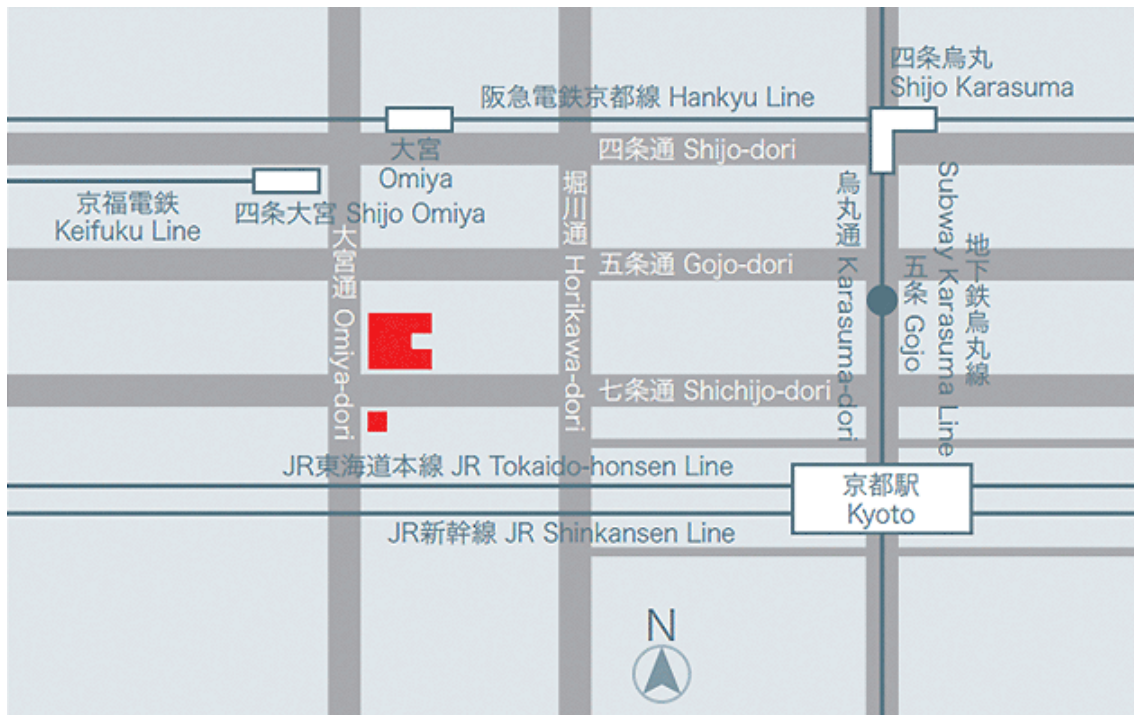 四条烏丸
Shijo Karasuma
阪急電鉄京都線 Hankyu Line
大宮
Omiya
四条通 Shijo-dori
京福電鉄
Keifuku Line
四条大宮 Shijo Omiya
大宮通 Omiya-dori
堀川通 Horikawa-dori
烏丸通 Karasuma-dori
五条 Gojo
Subway Karasuma Line
地下鉄烏丸線
五条通 Gojo-dori
七条通 Shichijo-dori
JR東海道本線 JR Tokaido-honsen Line
京都駅
Kyoto
JR新幹線 JR Shinkansen Line
N